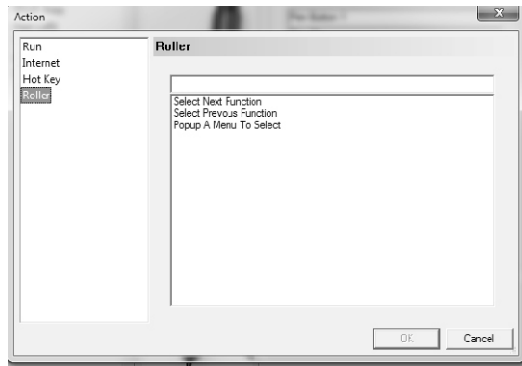 Action
Run
Internet
Hot Key
Roller
Roller
Select Next Function
Select Prevous Function
Popup A Menu To Select
OK
Cancel